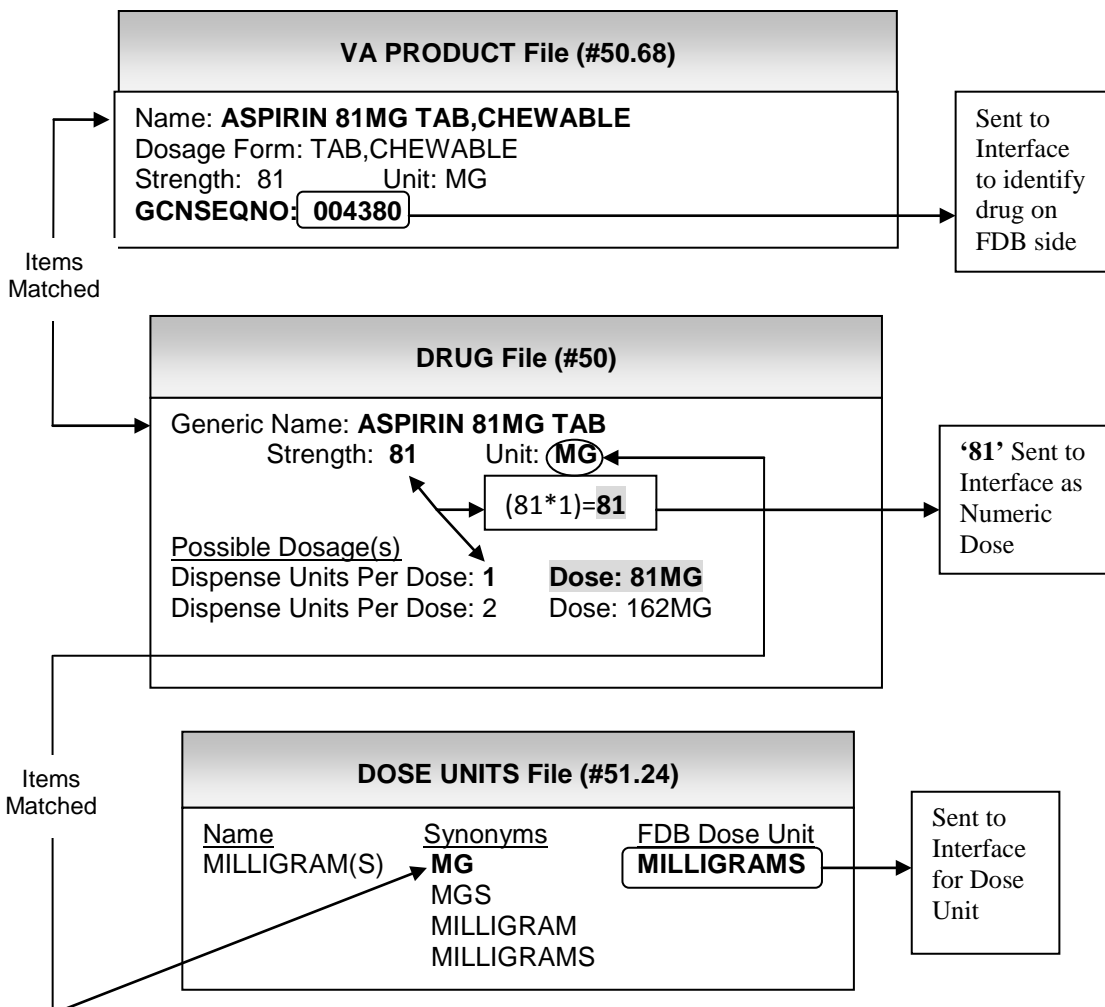 VA PRODUCT File (#50.68)
Name: ASPIRIN 81MG TAB,CHEWABLE
Dosage Form: TAB,CHEWABLE
Strength: 81 Unit: MG
GCNSEQNO: 004380
Sent to
Interface
to identify
drug on
FDB side
Items
Matched
DRUG File (#50)
Generic Name: ASPIRIN 81MG TAB
Strength: 81 Unit: MG
(81*1)=81
Possible Dosage(s)
Dispense Units Per Dose: 1 Dose: 81MG
Dispense Units Per Dose: 2 Dose: 162MG
‘81’ Sent to
Interface as
Numeric
Dose
Items
Matched
DOSE UNITS File (#51.24)
Name Synonyms FDB Dose Unit
MILLIGRAM(S) MG MILLIGRAMS
MGS
MILLIGRAM
MILLIGRAMS
Sent to
Interface
for Dose
Unit